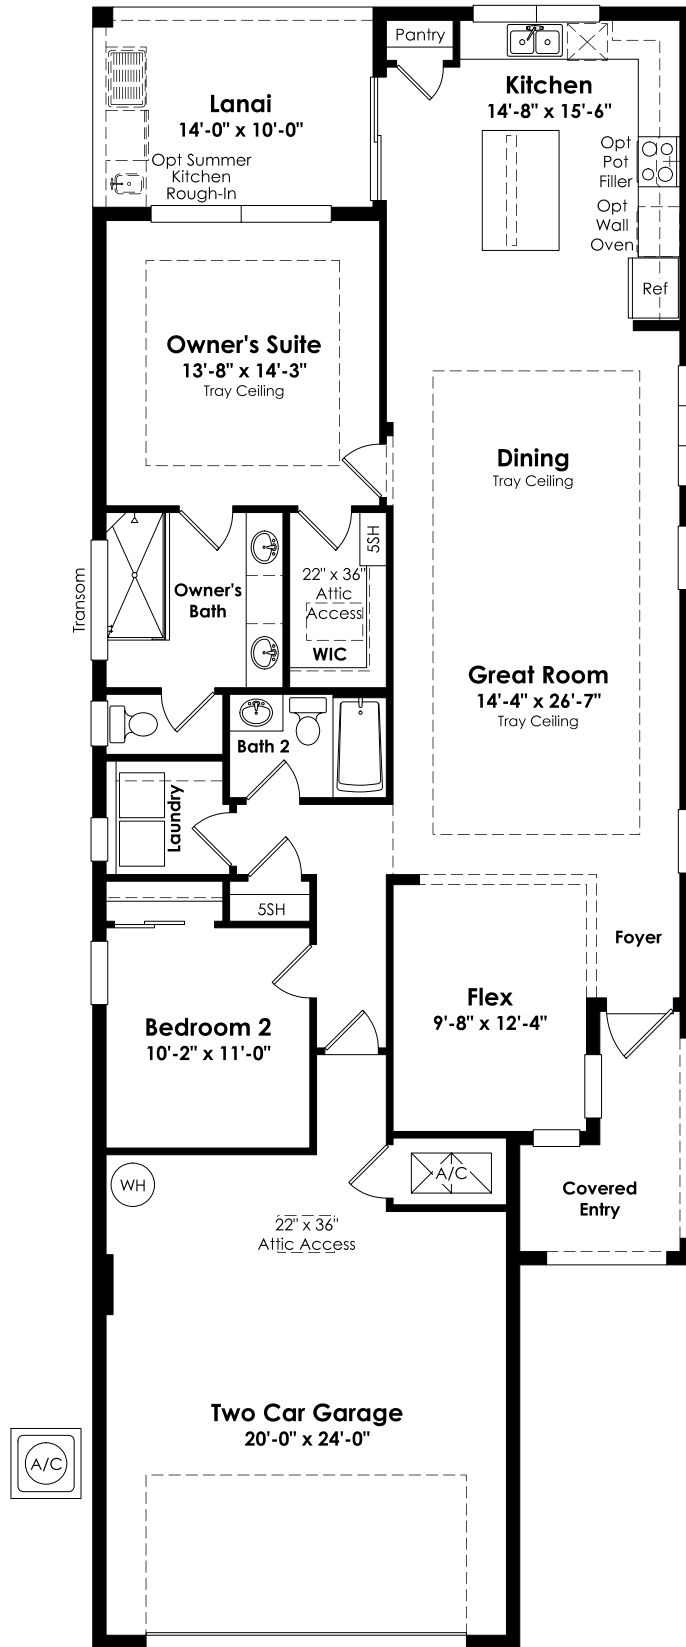 Pantry
Kitchen
14'-8" x 15'-6"
Lanai
14'-0" x 10'-0"
Opt Summer
Kitchen
Rough-In
Opt
Pot
Filler
Opt
Wall
Oven
Ref
Owner's Suite
13'-8" x 14'-3"
Tray Ceiling
Dining
Tray Ceiling
Transom
Owner's
Bath
5SH
22" x 36"
Attic
Access
WIC
Great Room
14'-4" x 26'-7"
Tray Ceiling
Bath 2
Laundry
5SH
Foyer
Flex
9'-8" x 12'-4"
Bedroom 2
10'-2" x 11'-0"
WH
A/C
Covered
Entry
22" x 36"
Attic Access
Two Car Garage
20'-0" x 24'-0"
A/C